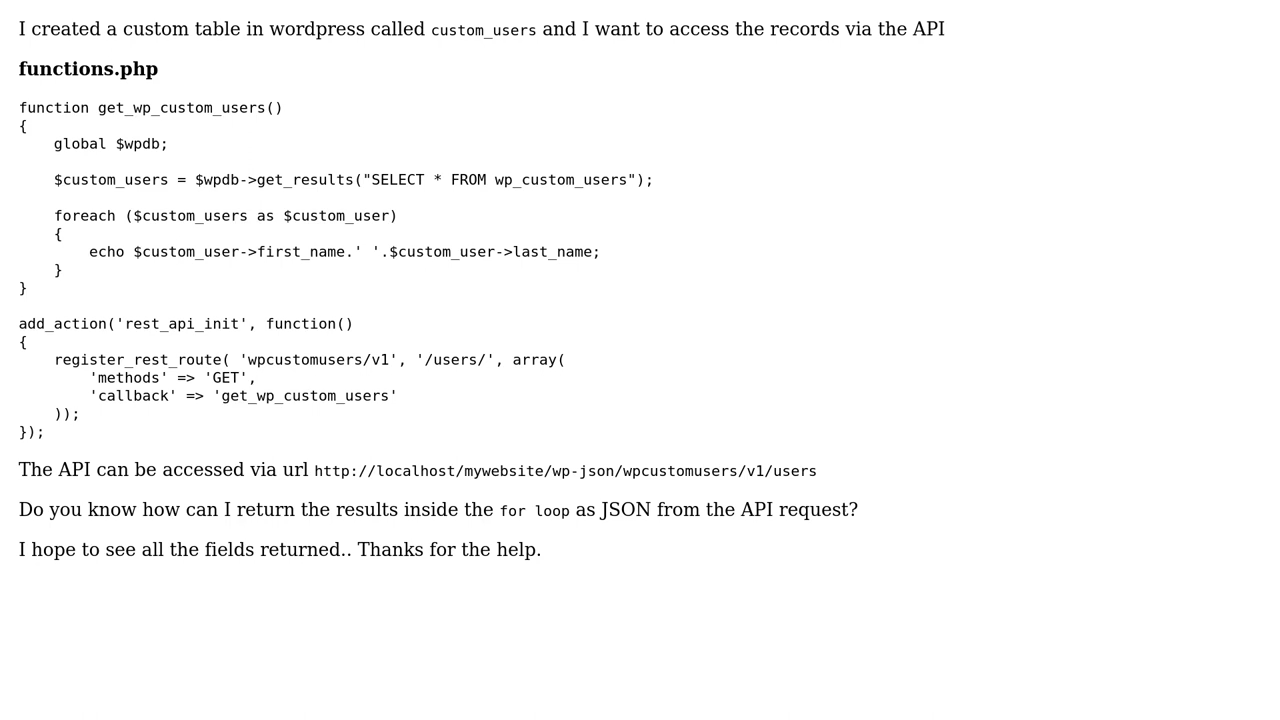 I created a custom table in wordpress called custom_users and I want to access the records via the API
functions.php
function get_wp_custom_users()
{
    global $wpdb;

    $custom_users = $wpdb->get_results("SELECT * FROM wp_custom_users");

    foreach ($custom_users as $custom_user)
    {
        echo $custom_user->first_name.' '.$custom_user->last_name;
    }
}

add_action('rest_api_init', function()
{
    register_rest_route( 'wpcustomusers/v1', '/users/', array(
        'methods' => 'GET',
        'callback' => 'get_wp_custom_users'
    ));
});
The API can be accessed via url http://localhost/mywebsite/wp-json/wpcustomusers/v1/users
Do you know how can I return the results inside the for loop as JSON from the API request?
I hope to see all the fields returned.. Thanks for the help.